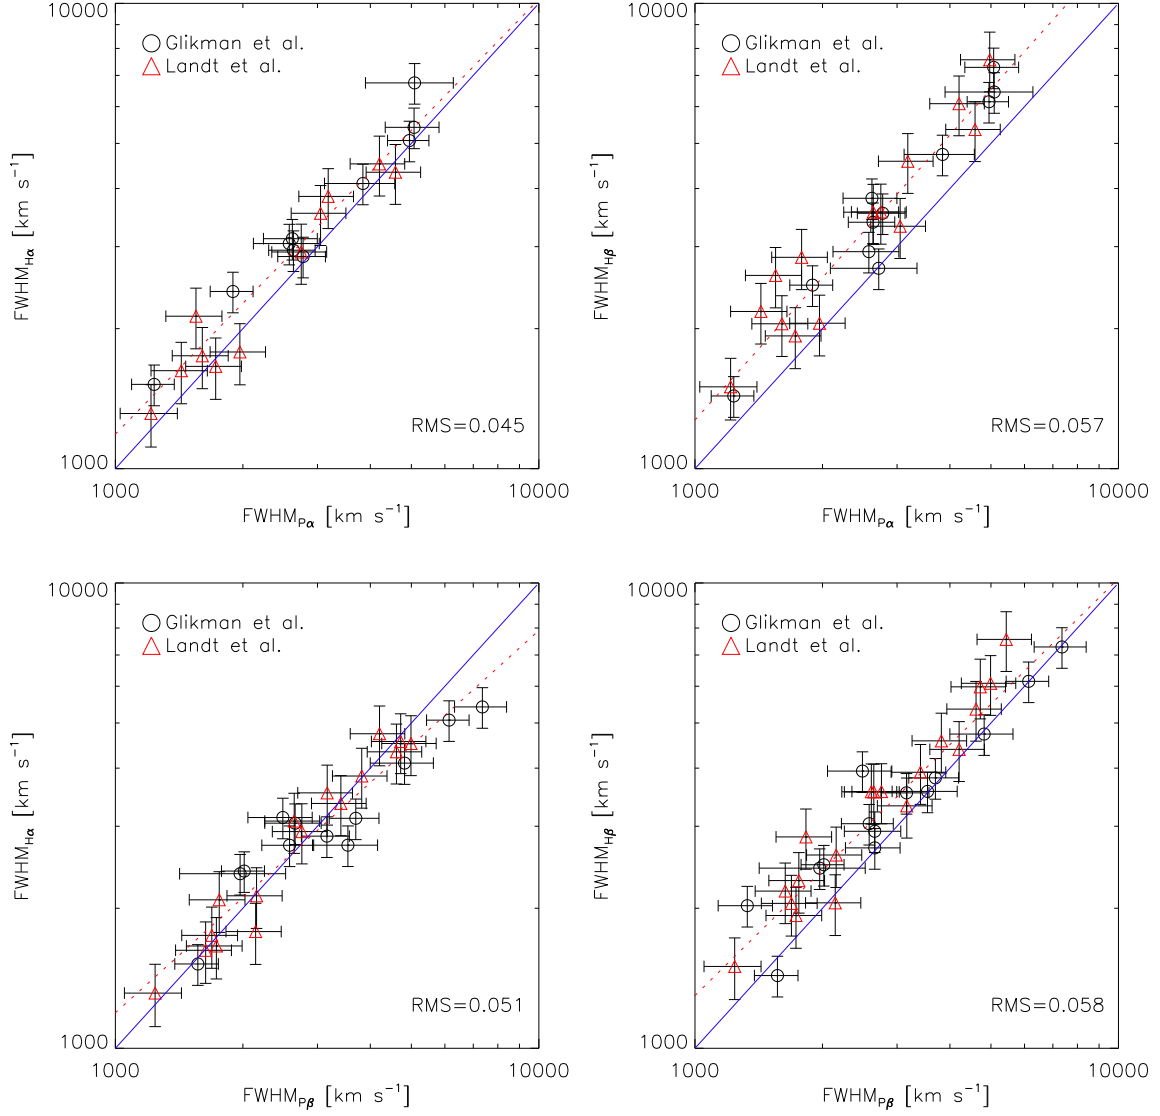 10000
Glikman et al.
Landt et al.
FWHM_Hα [km s⁻¹]
RMS=0.045
1000
1000
10000
FWHM_Pα [km s⁻¹]
10000
Glikman et al.
Landt et al.
FWHM_Hβ [km s⁻¹]
RMS=0.057
1000
1000
10000
FWHM_Pα [km s⁻¹]
10000
Glikman et al.
Landt et al.
FWHM_Hα [km s⁻¹]
RMS=0.051
1000
1000
10000
FWHM_Pβ [km s⁻¹]
10000
Glikman et al.
Landt et al.
FWHM_Hβ [km s⁻¹]
RMS=0.058
1000
1000
10000
FWHM_Pβ [km s⁻¹]